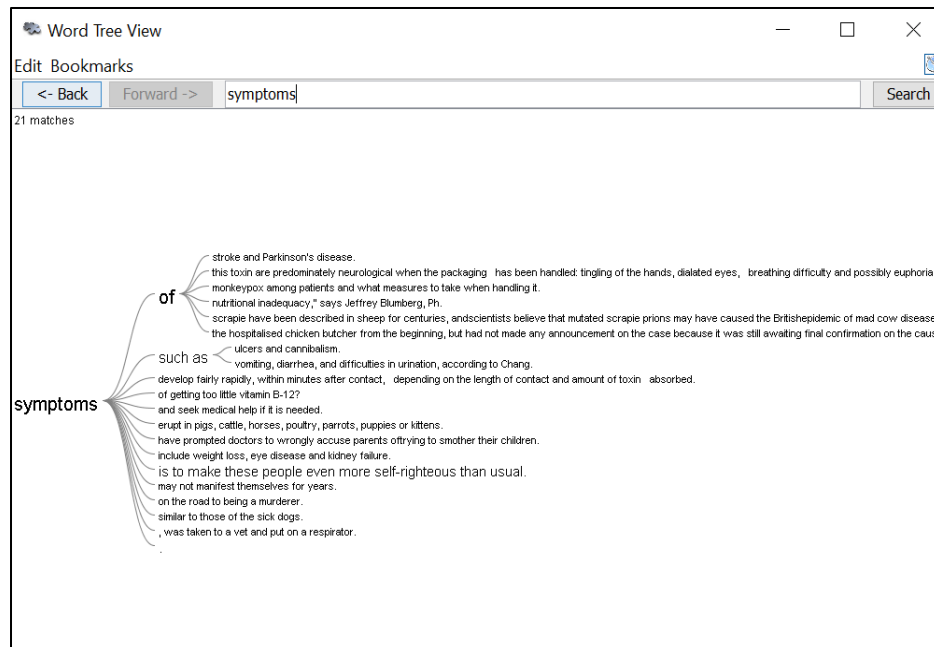 Word Tree View
Edit Bookmarks
<- Back Forward -> symptoms Search
21 matches
stroke and Parkinson's disease.
this toxin are predominately neurological when the packaging has been handled: tingling of the hands, dialated eyes, breathing difficulty and possibly euphoria
monkeypox among patients and what measures to take when handling it.
of
nutritional inadequacy," says Jeffrey Blumberg, Ph.
scrapie have been described in sheep for centuries, andscientists believe that mutated scrapie prions may have caused the Britishepidemic of mad cow disease
the hospitalised chicken butcher from the beginning, but had not made any announcement on the case because it was still awaiting final confirmation on the
such as
ulcers and cannibalism.
vomiting, diarrhea, and difficulties in urination, according to Chang.
develop fairly rapidly, within minutes after contact, depending on the length of contact and amount of toxin absorbed.
of getting too little vitamin B-12?
symptoms
and seek medical help if it is needed.
erupt in pigs, cattle, horses, poultry, parrots, puppies or kittens.
have prompted doctors to wrongly accuse parents oftrying to smother their children.
include weight loss, eye disease and kidney failure.
is to make these people even more self-righteous than usual.
may not manifest themselves for years.
on the road to being a murderer.
similar to those of the sick dogs.
, was taken to a vet and put on a respirator.
.